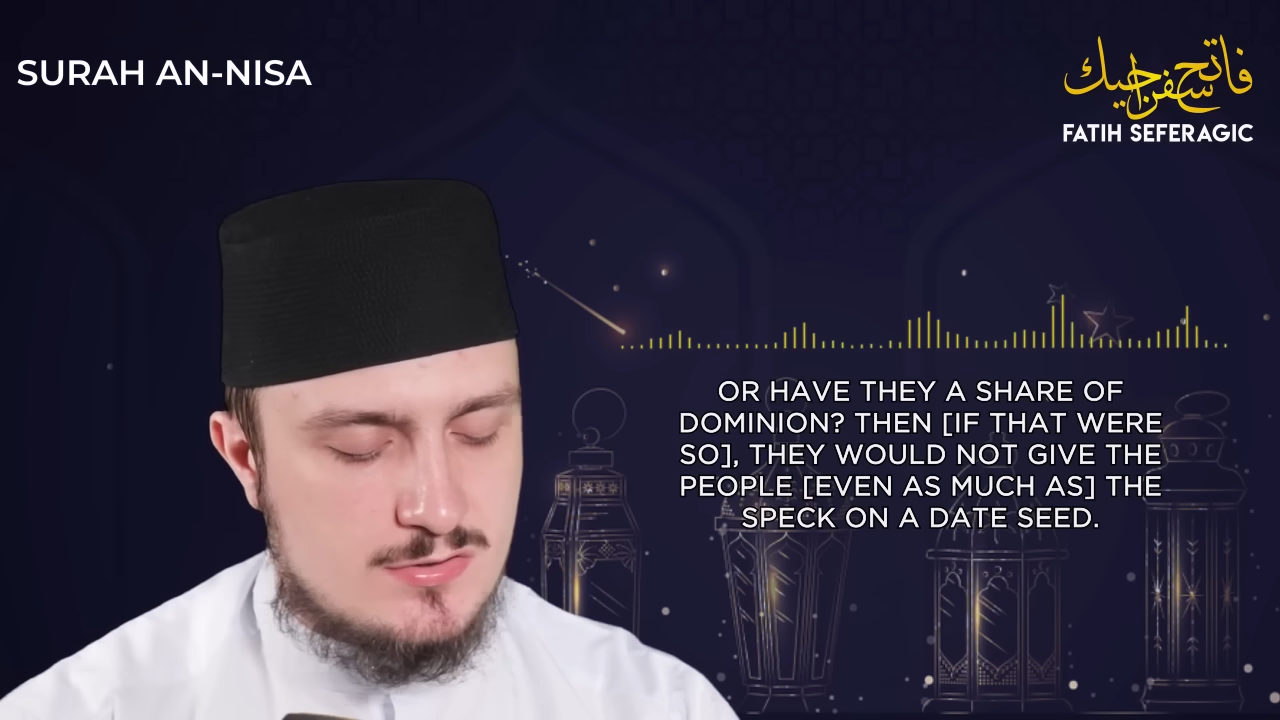 SURAH AN-NISA
فاتح سفراجيك
FATIH SEFERAGIC
OR HAVE THEY A SHARE OF
DOMINION? THEN [IF THAT WERE
SO], THEY WOULD NOT GIVE THE
PEOPLE [EVEN AS MUCH AS] THE
SPECK ON A DATE SEED.